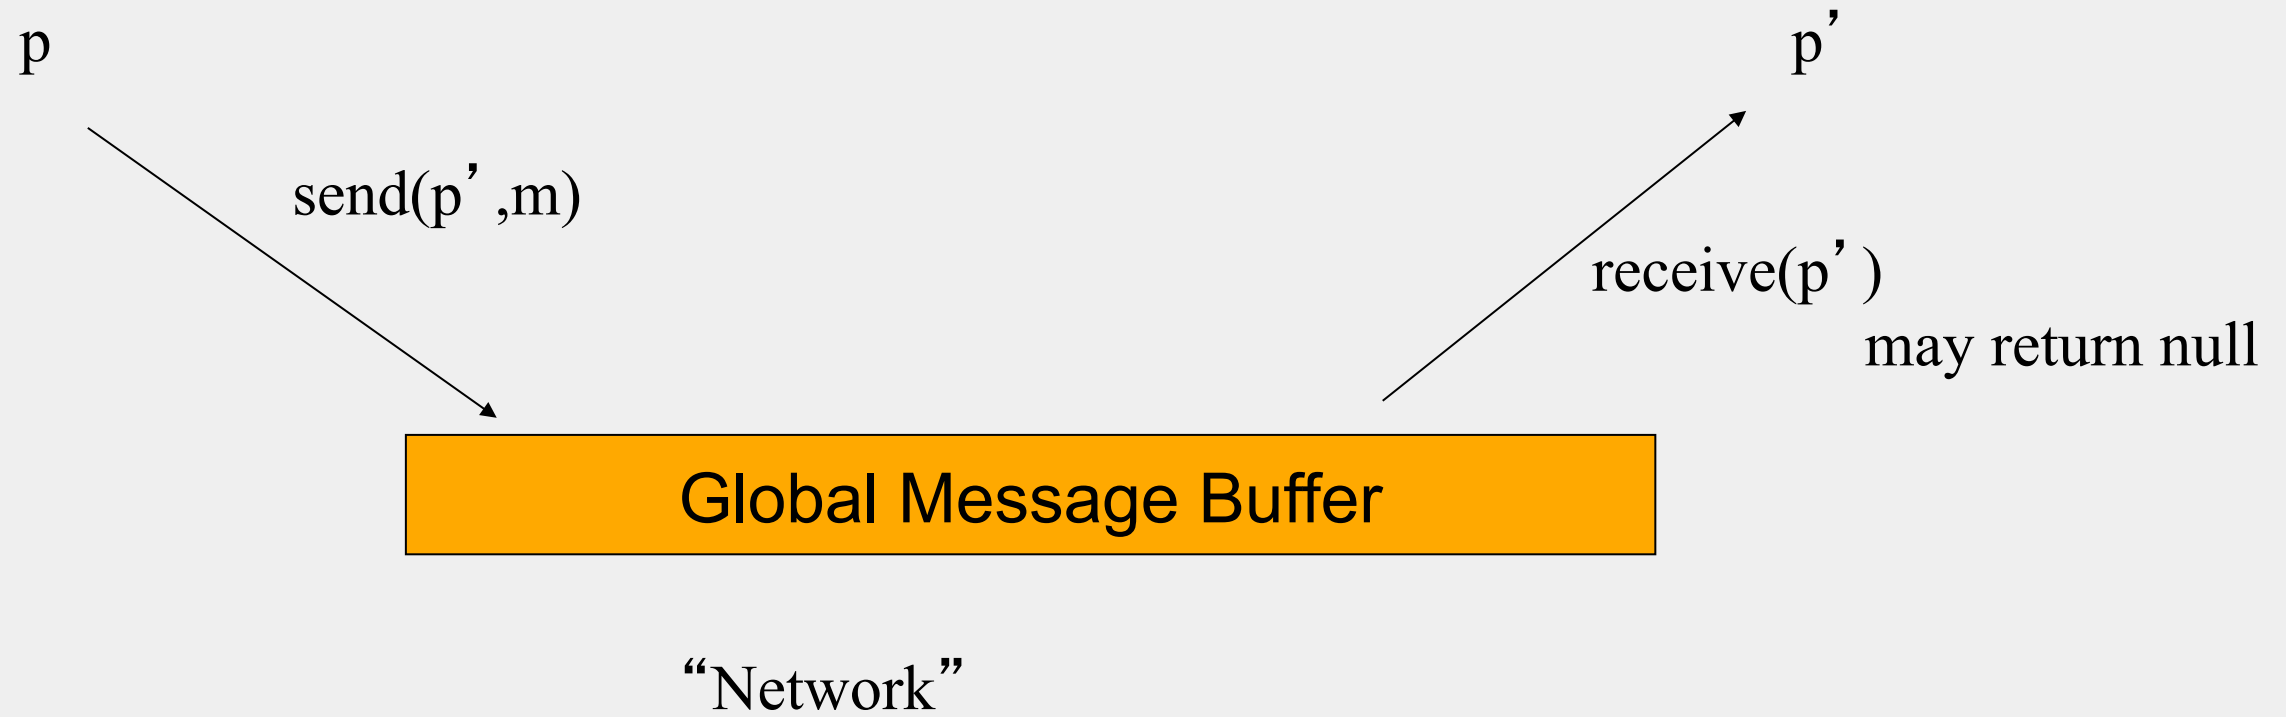 p
p’
send(p’,m)
receive(p’ )
may return null
Global Message Buffer
“Network”